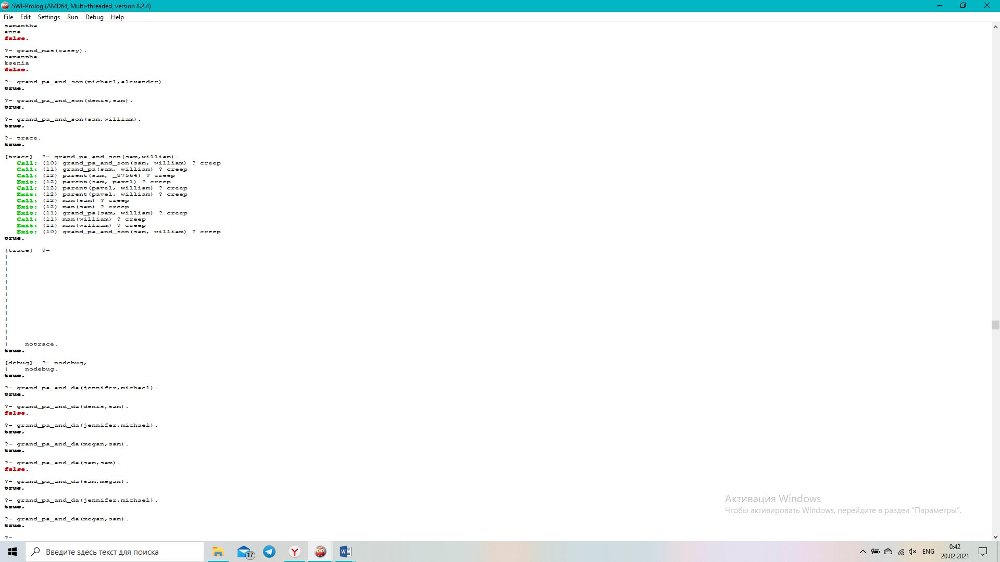 SWI-Prolog (AMD64, Multi-threaded, version 8.2.4)
File Edit Settings Run Debug Help
samantha
anna
false.
?- grand_mas(casey).
samantha
ksenia
false.
?- grand_pa_and_son(michael,alexander).
true.
?- grand_pa_and_son(denis,sam).
true.
?- grand_pa_and_son(sam,william).
true.
?- trace.
true.
[trace]  ?- grand_pa_and_son(sam,william).
Call: (10) grand_pa_and_son(sam, william) ? creep
Call: (11) grand_pa(sam, william) ? creep
Call: (12) parent(sam, _87564) ? creep
Exit: (12) parent(sam, pavel) ? creep
Call: (12) parent(pavel, william) ? creep
Exit: (12) parent(pavel, william) ? creep
Call: (12) man(sam) ? creep
Exit: (12) man(sam) ? creep
Exit: (11) grand_pa(sam, william) ? creep
Call: (11) man(william) ? creep
Exit: (11) man(william) ? creep
Exit: (10) grand_pa_and_son(sam, william) ? creep
true.
[trace]  ?-
|
|
|
|
|
|
|
|
|
|
|
|
|
|
|    notrace.
true.
[debug]  ?- nodebug,
|    nodebug.
true.
?- grand_pa_and_da(jennifer,michael).
true.
?- grand_pa_and_da(denis,sam).
false.
?- grand_pa_and_da(jennifer,michael).
true.
?- grand_pa_and_da(megan,sam).
true.
?- grand_pa_and_da(sam,sam).
false.
?- grand_pa_and_da(sam,megan).
true.
?- grand_pa_and_da(jennifer,michael).
true.
?- grand_pa_and_da(megan,sam).
true.
?-
Активация Windows
Чтобы активировать Windows, перейдите в раздел "Параметры".
Введите здесь текст для поиска
17
ENG
0:42
20.02.2021